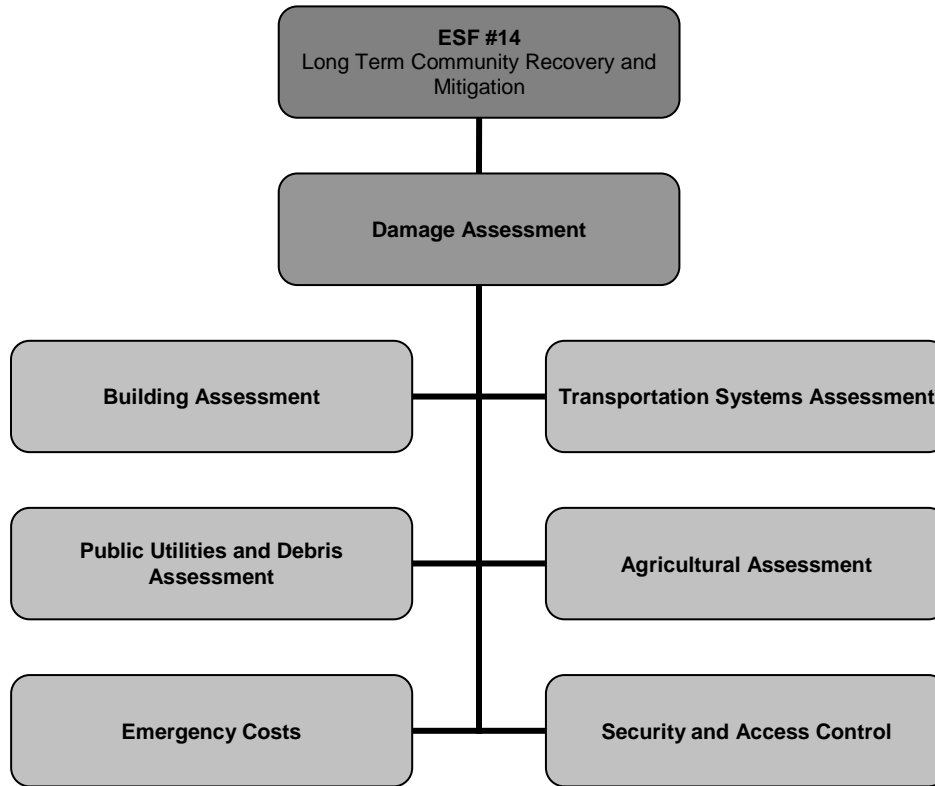 ESF #14
Long Term Community Recovery and
Mitigation
Damage Assessment
Building Assessment
Transportation Systems Assessment
Public Utilities and Debris
Assessment
Agricultural Assessment
Emergency Costs
Security and Access Control